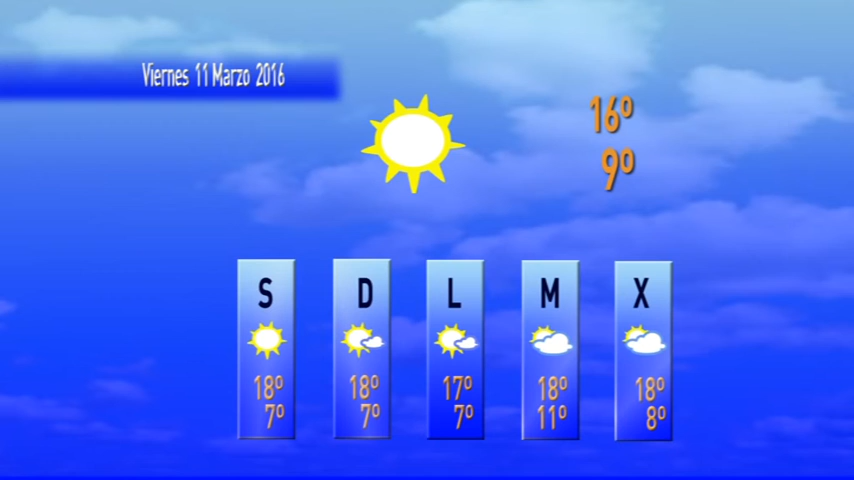 Viernes 11 Marzo 2016
16º
9º
S D L M X
18º 18º 17º 18º 18º
7º 7º 7º 11º 8º